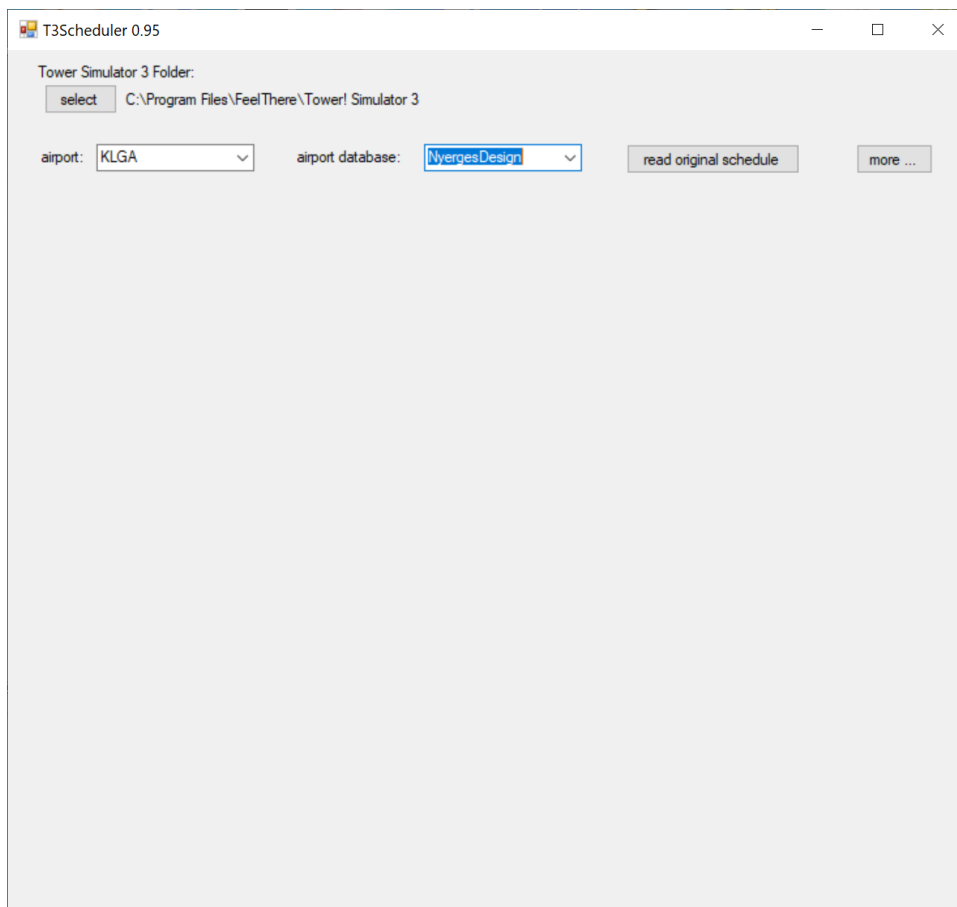 T3Scheduler 0.95
Tower Simulator 3 Folder:
select C:\Program Files\FeelThere\Tower! Simulator 3
airport: KLGA airport database: NyergesDesign read original schedule more ...